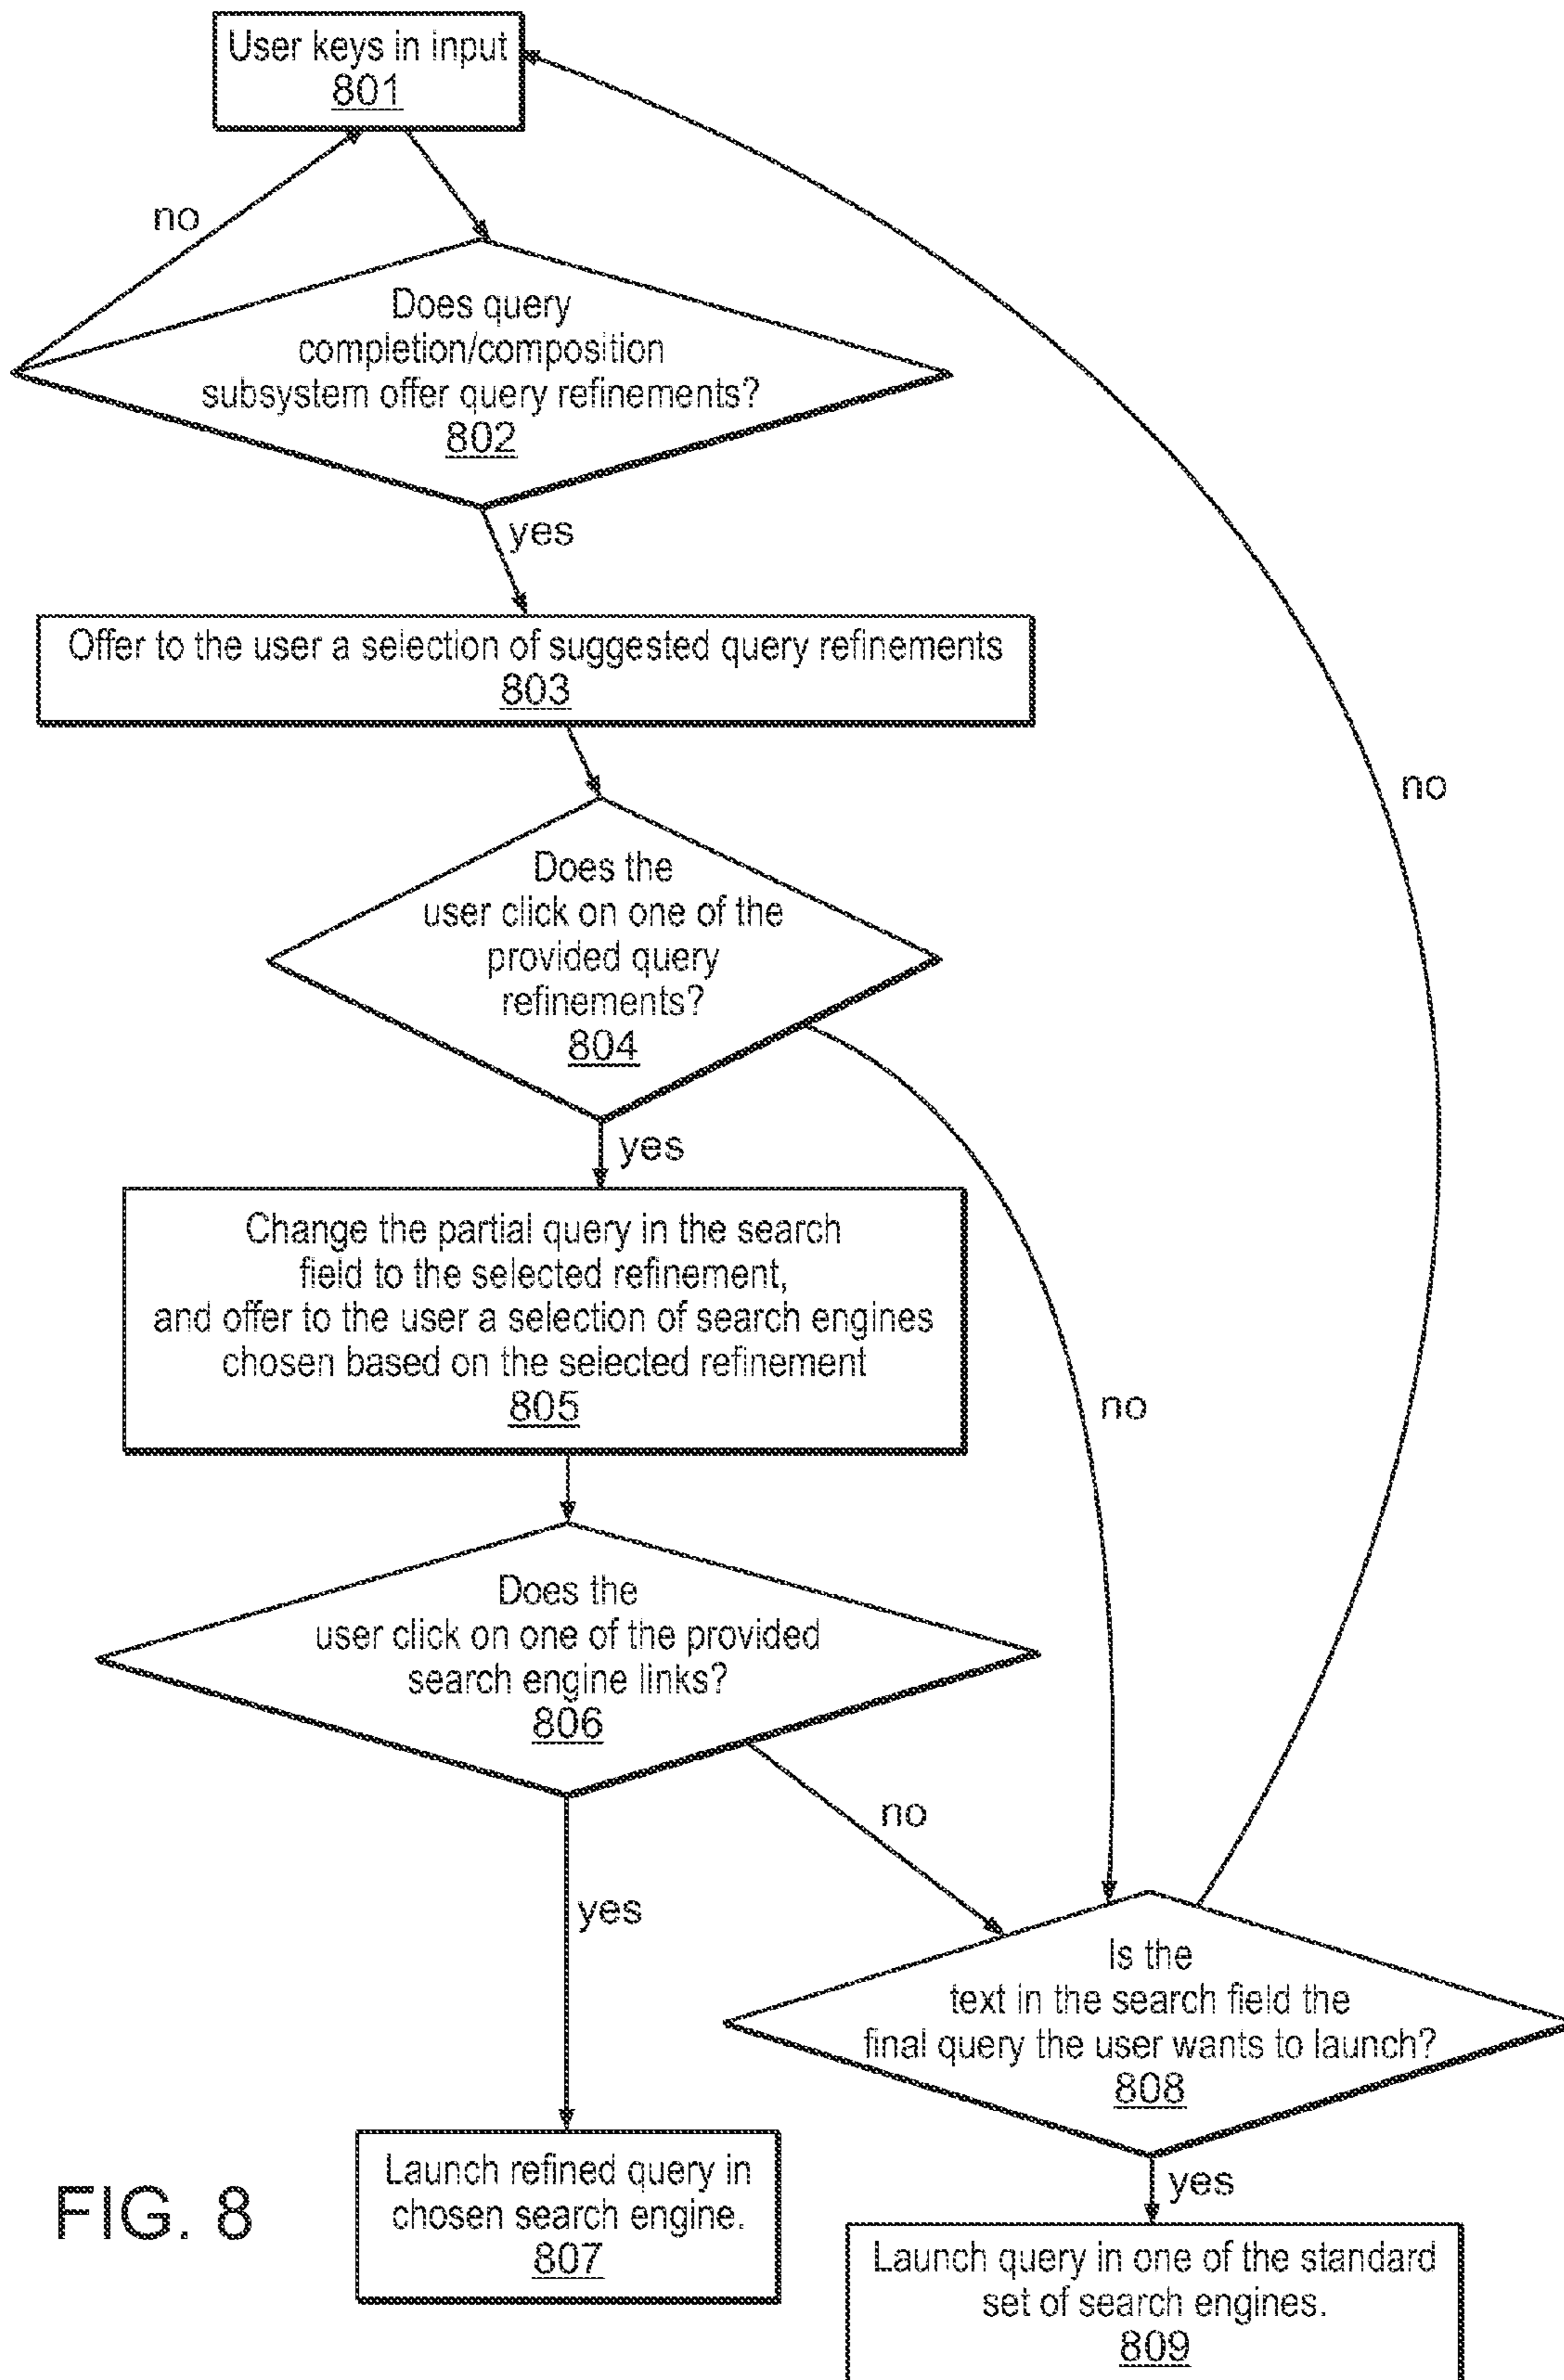 User keys in input
801
no
Does query
completion/composition
subsystem offer query refinements?
802
yes
Offer to the user a selection of suggested query refinements
803
no
Does the
user click on one of the
provided query
refinements?
804
yes
Change the partial query in the search
field to the selected refinement,
and offer to the user a selection of search engines
chosen based on the selected refinement
805
no
Does the
user click on one of the provided
search engine links?
806
no
yes
Is the
text in the search field the
final query the user wants to launch?
808
yes
Launch refined query in
chosen search engine.
807
FIG. 8
Launch query in one of the standard
set of search engines.
809